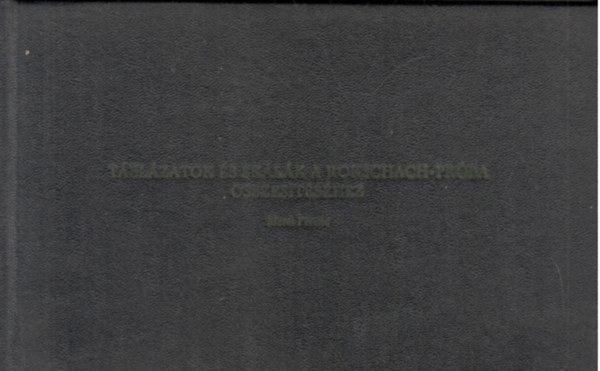 TÁBLÁZATOK ÉS SKÁLÁK A RORSCHACH-PRÓBA
ÖSSZESÍTÉSÉHEZ